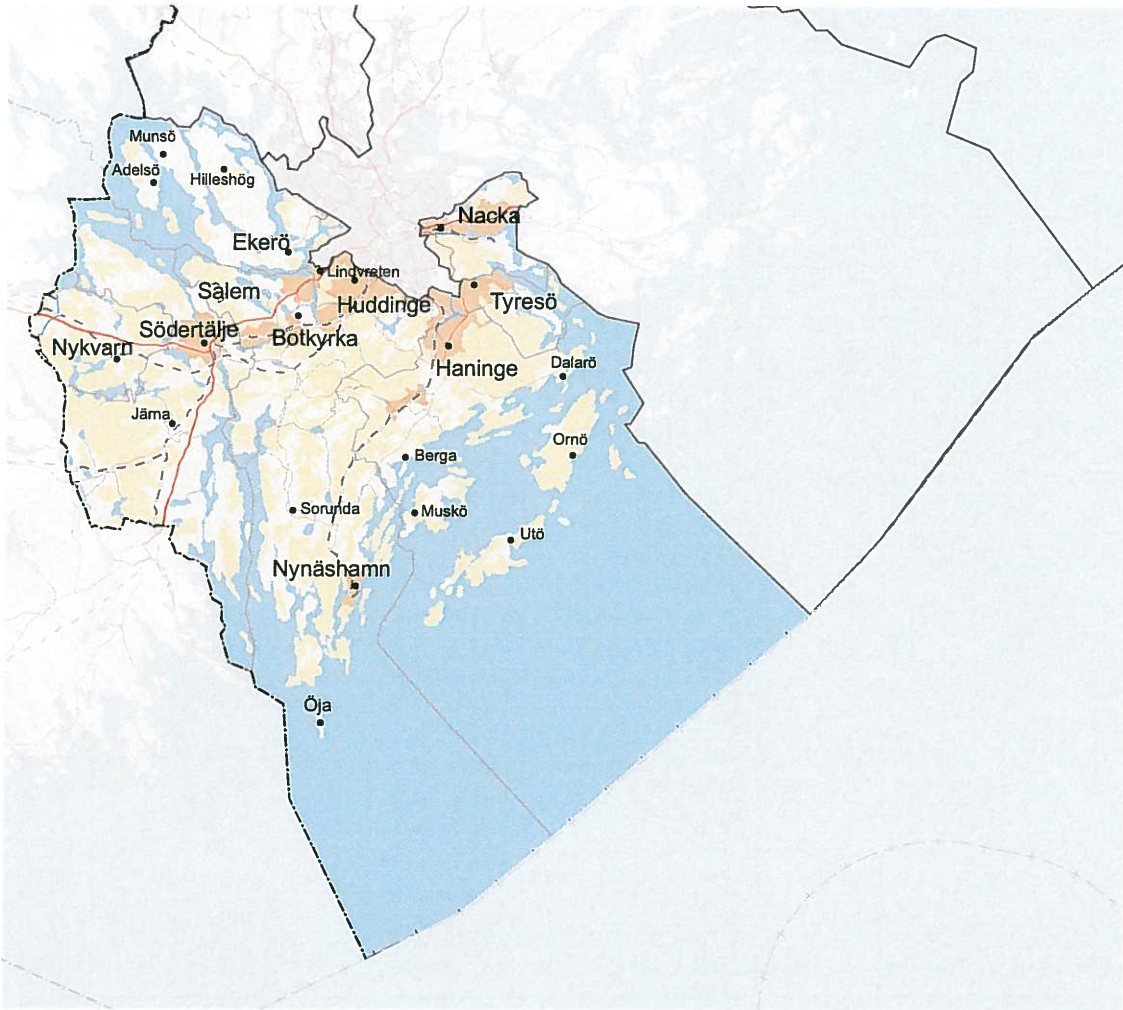 Munsö
Adelsö
Hilleshög
Nacka
Ekerö
Lindvreten
Salem
Huddinge
Tyresö
Södertälje
Botkyrka
Nykvarn
Haninge
Dalarö
Järna
Ornö
Berga
Sorunda
Muskö
Utö
Nynäshamn
Öja